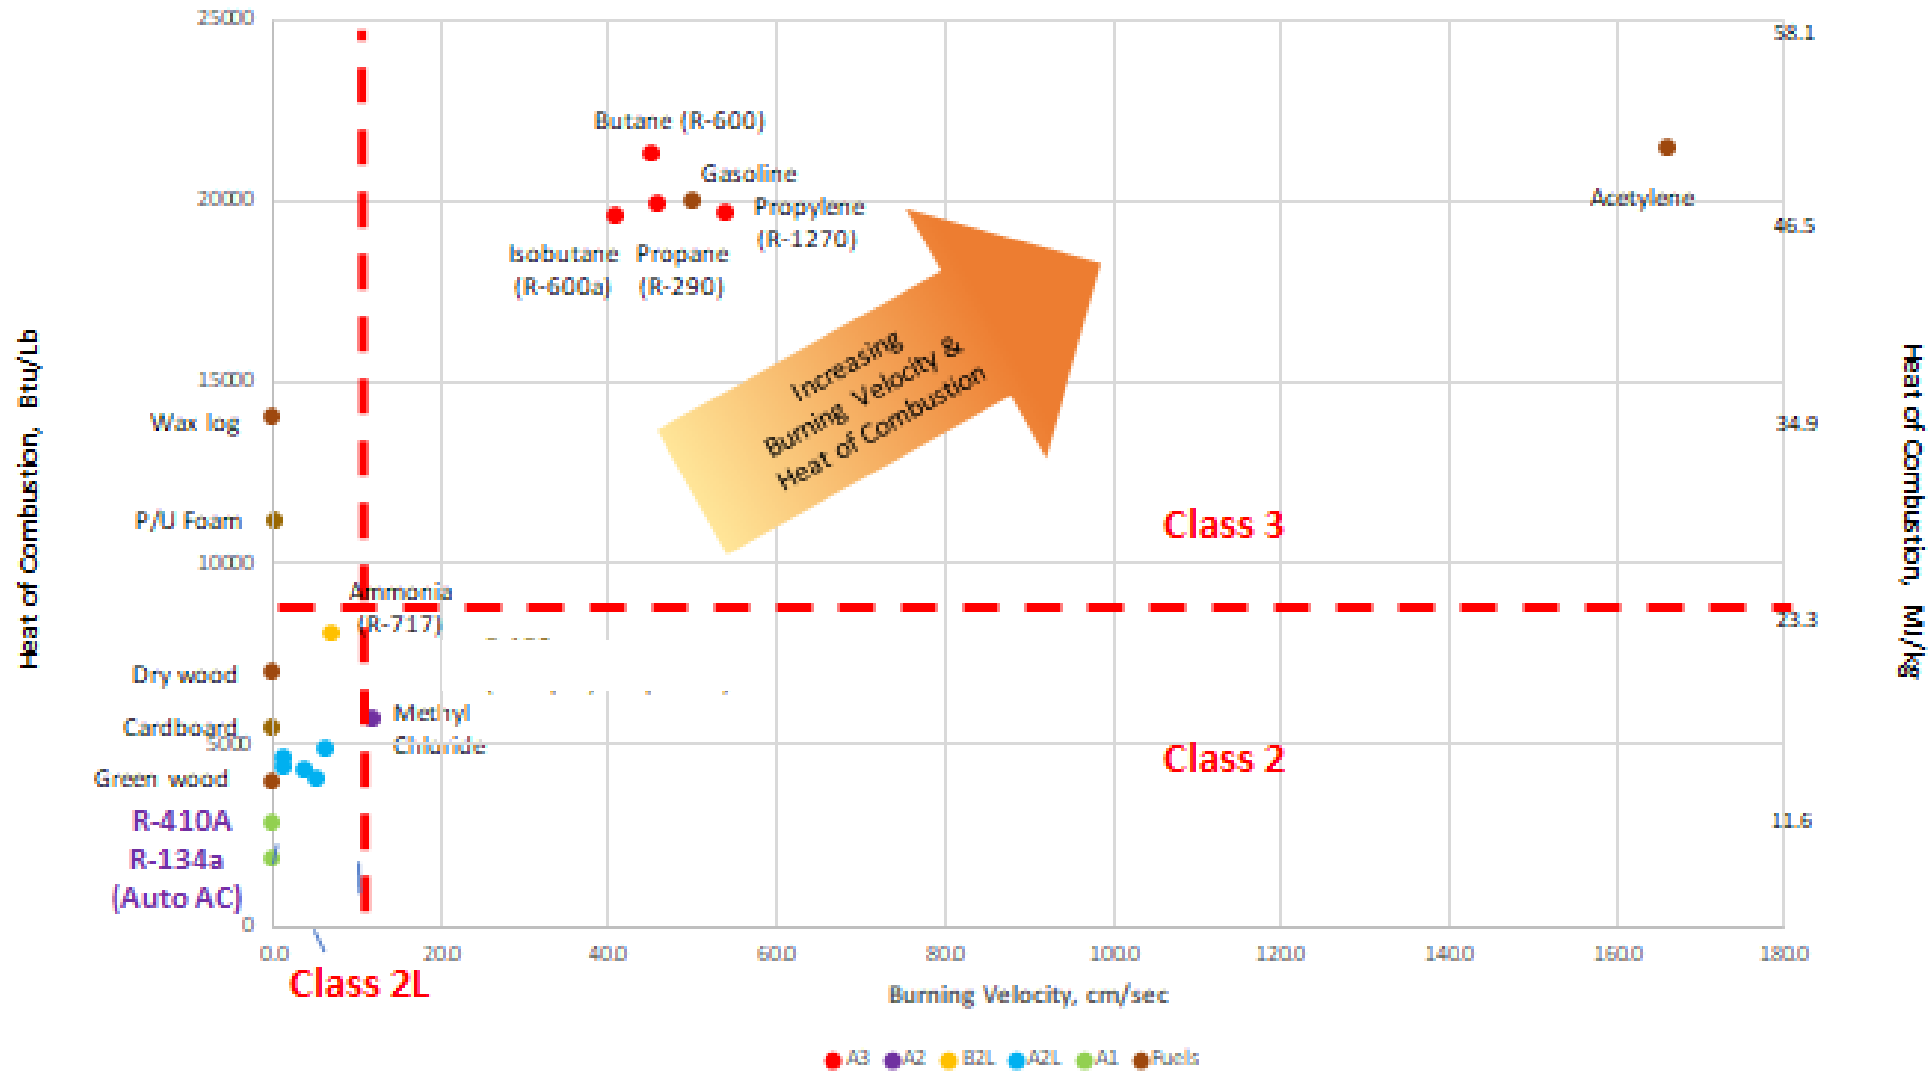 25000
58.1
Butane (R-600)
Gasoline
20000
Acetylene
Propylene
(R-1270)
46.5
Isobutane
(R-600a)
Propane
(R-290)
Increasing
Burning Velocity &
Heat of Combustion
Heat of Combustion, Btu/Lb
Heat of Combustion, MJ/kg
15000
Wax log
34.9
P/U Foam
Class 3
10000
Ammonia
(R-717)
23.3
Dry wood
Methyl
Chloride
Cardboard
5000
Class 2
Green wood
R-410A
11.6
R-134a
(Auto AC)
0
0.0
20.0
40.0
60.0
80.0
100.0
120.0
140.0
160.0
180.0
Class 2L
Burning Velocity, cm/sec
A3
A2
B2L
A2L
A1
Fuels